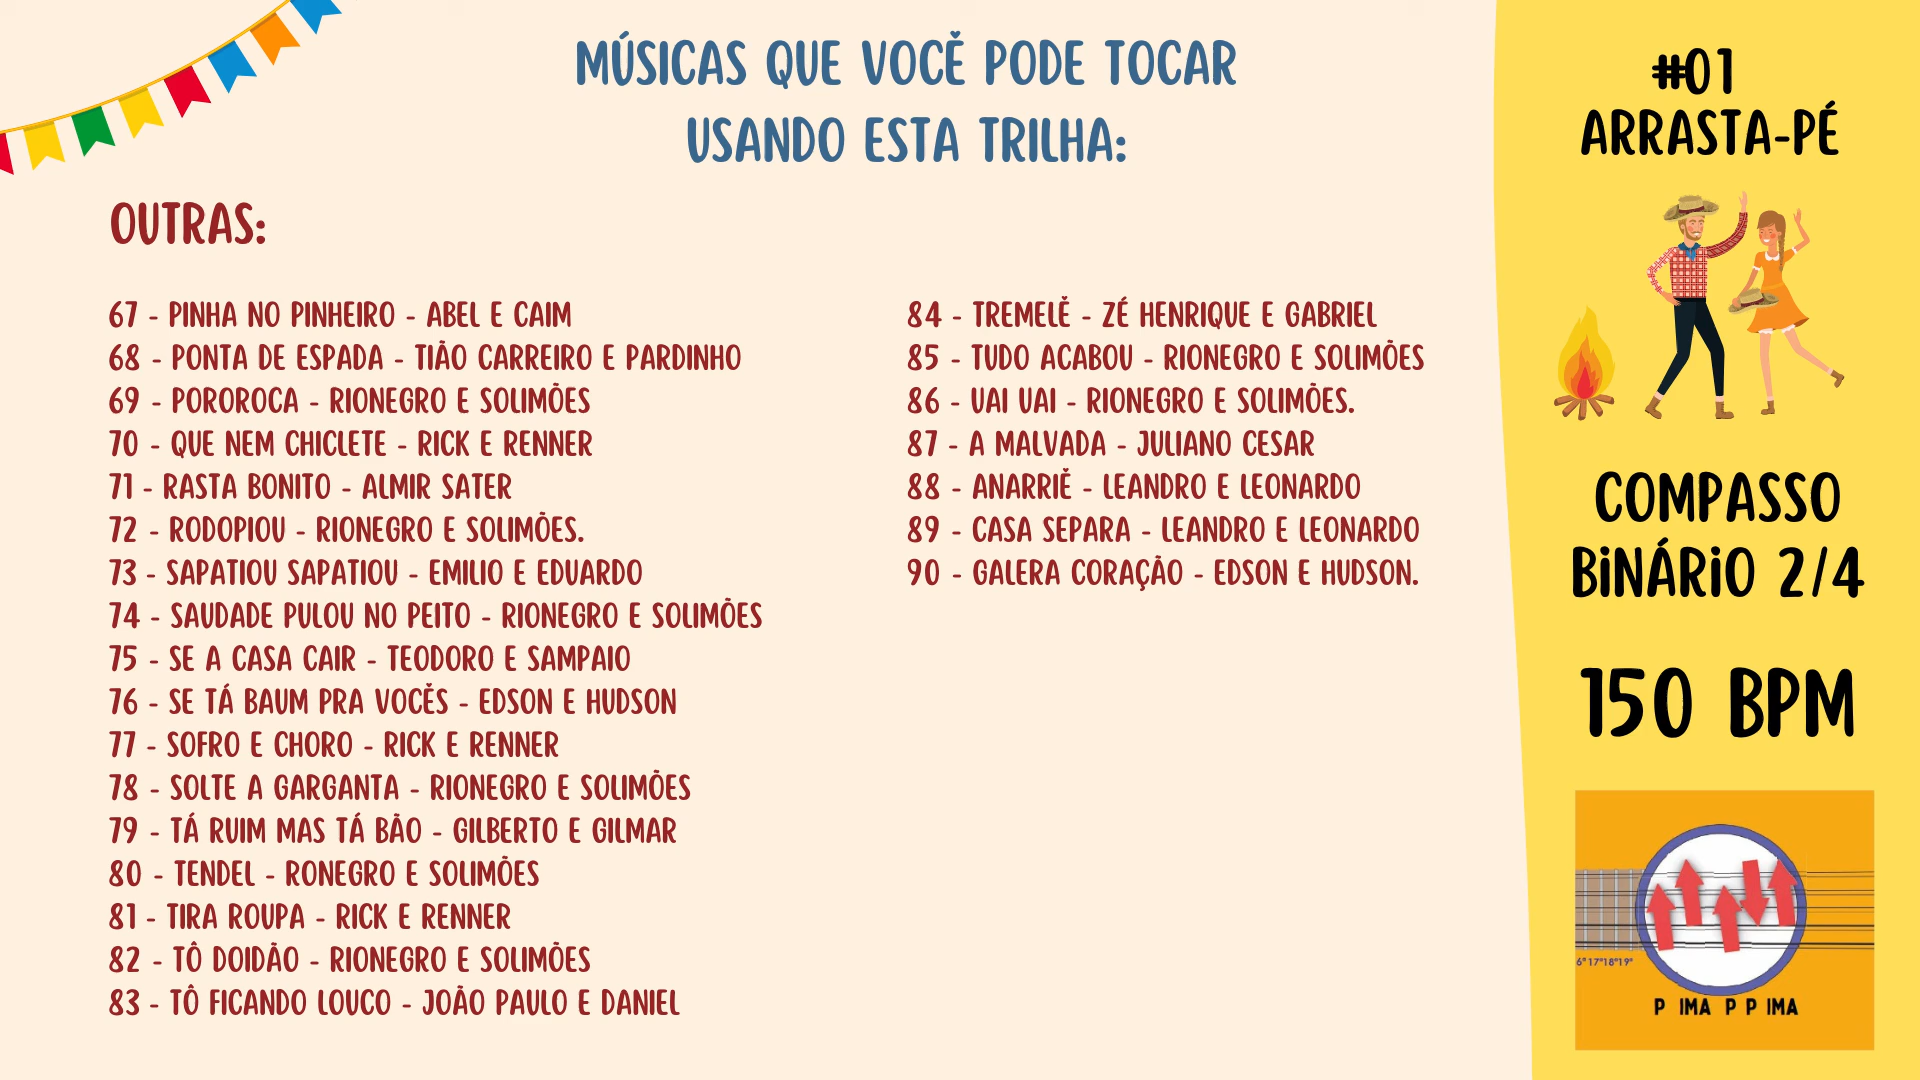 MÚSICAS QUE VOCÊ PODE TOCAR
USANDO ESTA TRILHA:
OUTRAS:
67 - PINHA NO PINHEIRO - ABEL E CAIM
68 - PONTA DE ESPADA - TIÃO CARREIRO E PARDINHO
69 - POROROCA - RIONEGRO E SOLIMÕES
70 - QUE NEM CHICLETE - RICK E RENNER
71 - RASTA BONITO - ALMIR SATER
72 - RODOPIOU - RIONEGRO E SOLIMÕES.
73 - SAPATIOU SAPATIOU - EMILIO E EDUARDO
74 - SAUDADE PULOU NO PEITO - RIONEGRO E SOLIMÕES
75 - SE A CASA CAIR - TEODORO E SAMPAIO
76 - SE TÁ BAUM PRA VOCÊS - EDSON E HUDSON
77 - SOFRO E CHORO - RICK E RENNER
78 - SOLTE A GARGANTA - RIONEGRO E SOLIMÕES
79 - TÁ RUIM MAS TÁ BÃO - GILBERTO E GILMAR
80 - TENDEL - RONEGRO E SOLIMÕES
81 - TIRA ROUPA - RICK E RENNER
82 - TÔ DOIDÃO - RIONEGRO E SOLIMÕES
83 - TÔ FICANDO LOUCO - JOÃO PAULO E DANIEL
84 - TREMELÊ - ZÉ HENRIQUE E GABRIEL
85 - TUDO ACABOU - RIONEGRO E SOLIMÕES
86 - UAI UAI - RIONEGRO E SOLIMÕES.
87 - A MALVADA - JULIANO CESAR
88 - ANARRIÊ - LEANDRO E LEONARDO
89 - CASA SEPARA - LEANDRO E LEONARDO
90 - GALERA CORAÇÃO - EDSON E HUDSON.
#01
ARRASTA-PÉ
COMPASSO
BINÁRIO 2/4
150 BPM
6ª 17ª18ª19ª
P IMA P P IMA